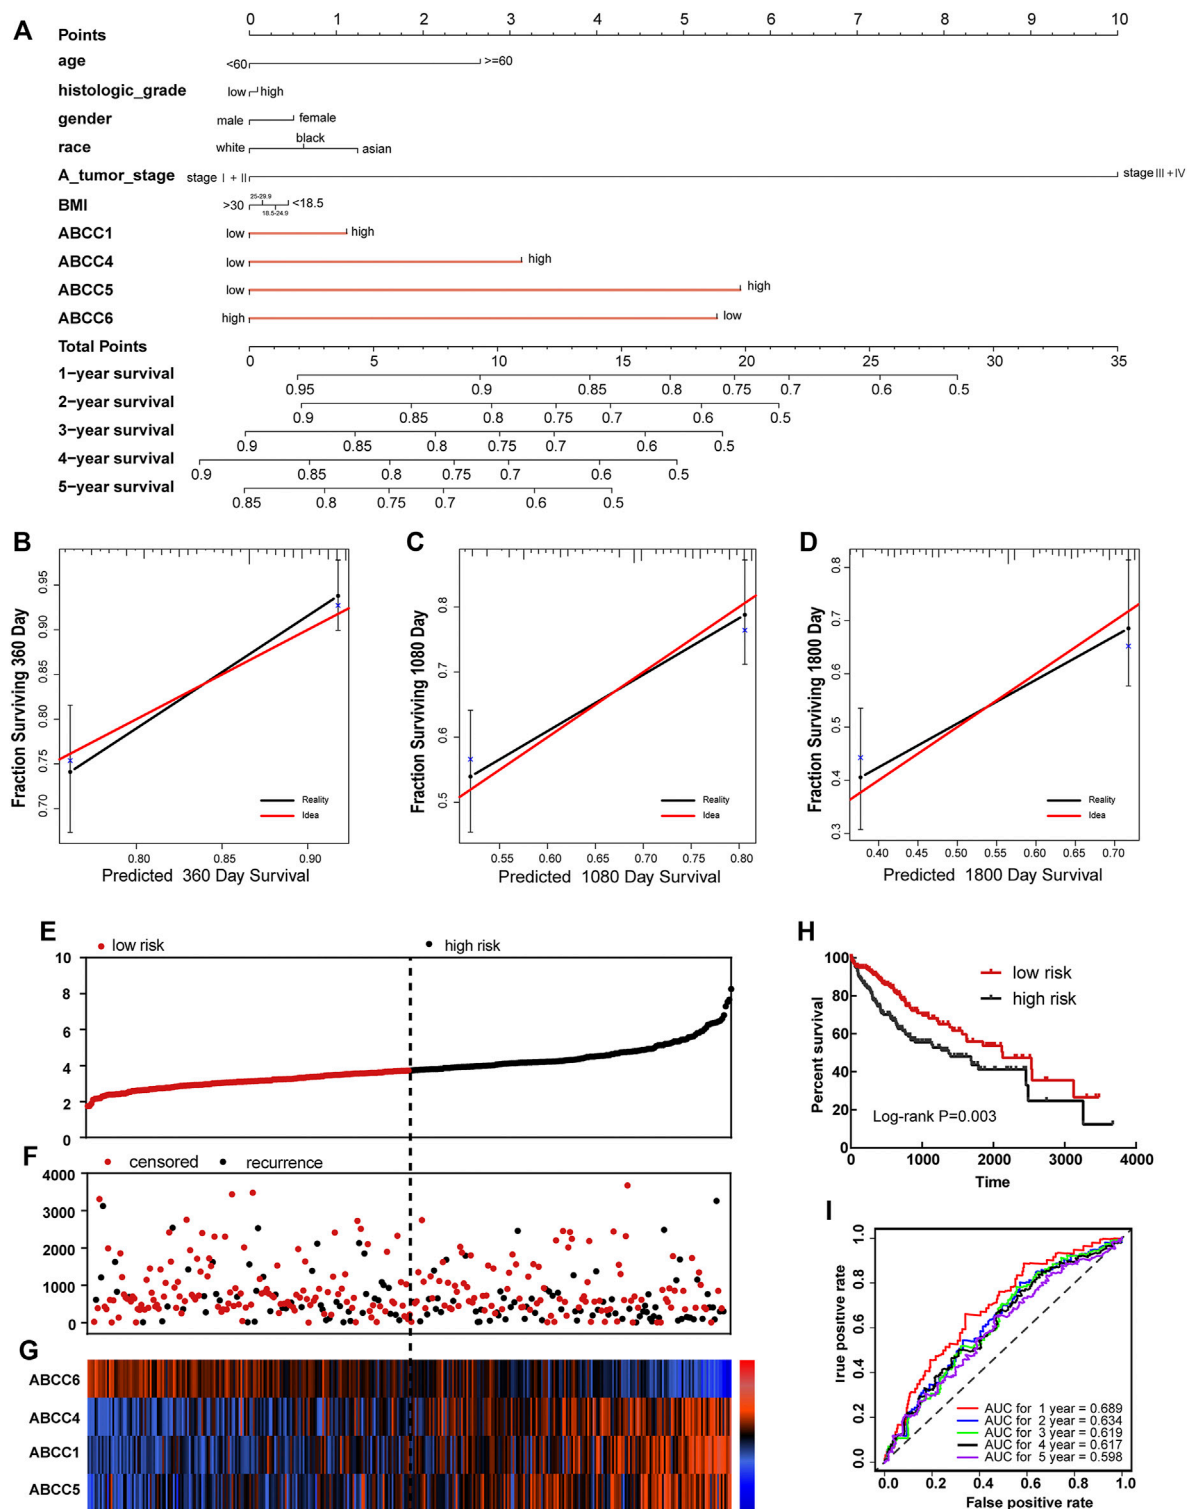 A
Points
0 1 2 3 4 5 6 7 8 9 10
age
<60 >=60
histologic_grade
low high
gender
male female
race
white black asian
A_tumor_stage
stage I + II stage III + IV
BMI
>30 25-29.9 18.5-24.9 <18.5
ABCC1
low high
ABCC4
low high
ABCC5
low high
ABCC6
high low
Total Points
0 5 10 15 20 25 30 35
1-year survival
0.95 0.9 0.85 0.8 0.75 0.7 0.6 0.5
2-year survival
0.9 0.85 0.8 0.75 0.7 0.6 0.5
3-year survival
0.9 0.85 0.8 0.75 0.7 0.6 0.5
4-year survival
0.9 0.85 0.8 0.75 0.7 0.6 0.5
5-year survival
0.85 0.8 0.75 0.7 0.6 0.5
B
Fraction Surviving 360 Day
0.95
0.90
0.85
0.80
0.75
0.70
Reality
Idea
0.80 0.85 0.90
Predicted 360 Day Survival
C
Fraction Surviving 1080 Day
0.8
0.7
0.6
0.5
Reality
Idea
0.55 0.60 0.65 0.70 0.75 0.80
Predicted 1080 Day Survival
D
Fraction Surviving 1800 Day
0.8
0.7
0.6
0.5
0.4
0.3
Reality
Idea
0.40 0.45 0.50 0.55 0.60 0.65 0.70
Predicted 1800 Day Survival
E
low risk high risk
10
8
6
4
2
0
F
censored recurrence
4000
3000
2000
1000
0
G
ABCC6
ABCC4
ABCC1
ABCC5
H
Percent survival
100
80
60
40
20
0
low risk
high risk
Log-rank P=0.003
0 1000 2000 3000 4000
Time
I
True positive rate
1.0
0.8
0.6
0.4
0.2
0.0
AUC for 1 year = 0.689
AUC for 2 year = 0.634
AUC for 3 year = 0.619
AUC for 4 year = 0.617
AUC for 5 year = 0.598
0.0 0.2 0.4 0.6 0.8 1.0
False positive rate